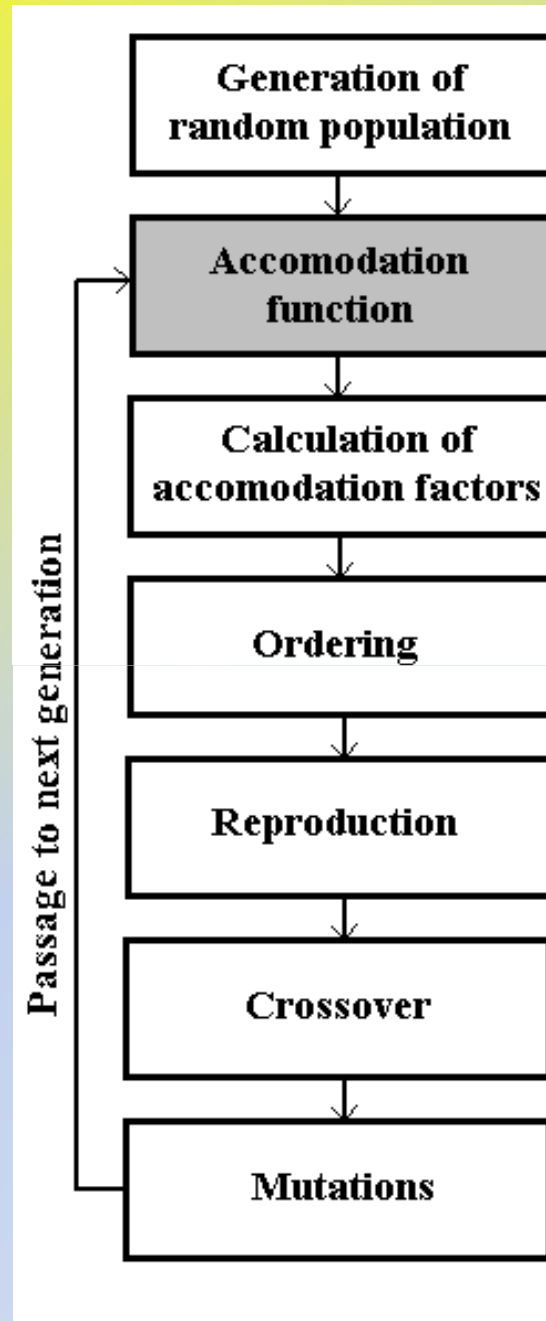 Generation of
random population
Accomodation
function
Calculation of
accomodation factors
Ordering
Reproduction
Crossover
Mutations
Passage to next generation